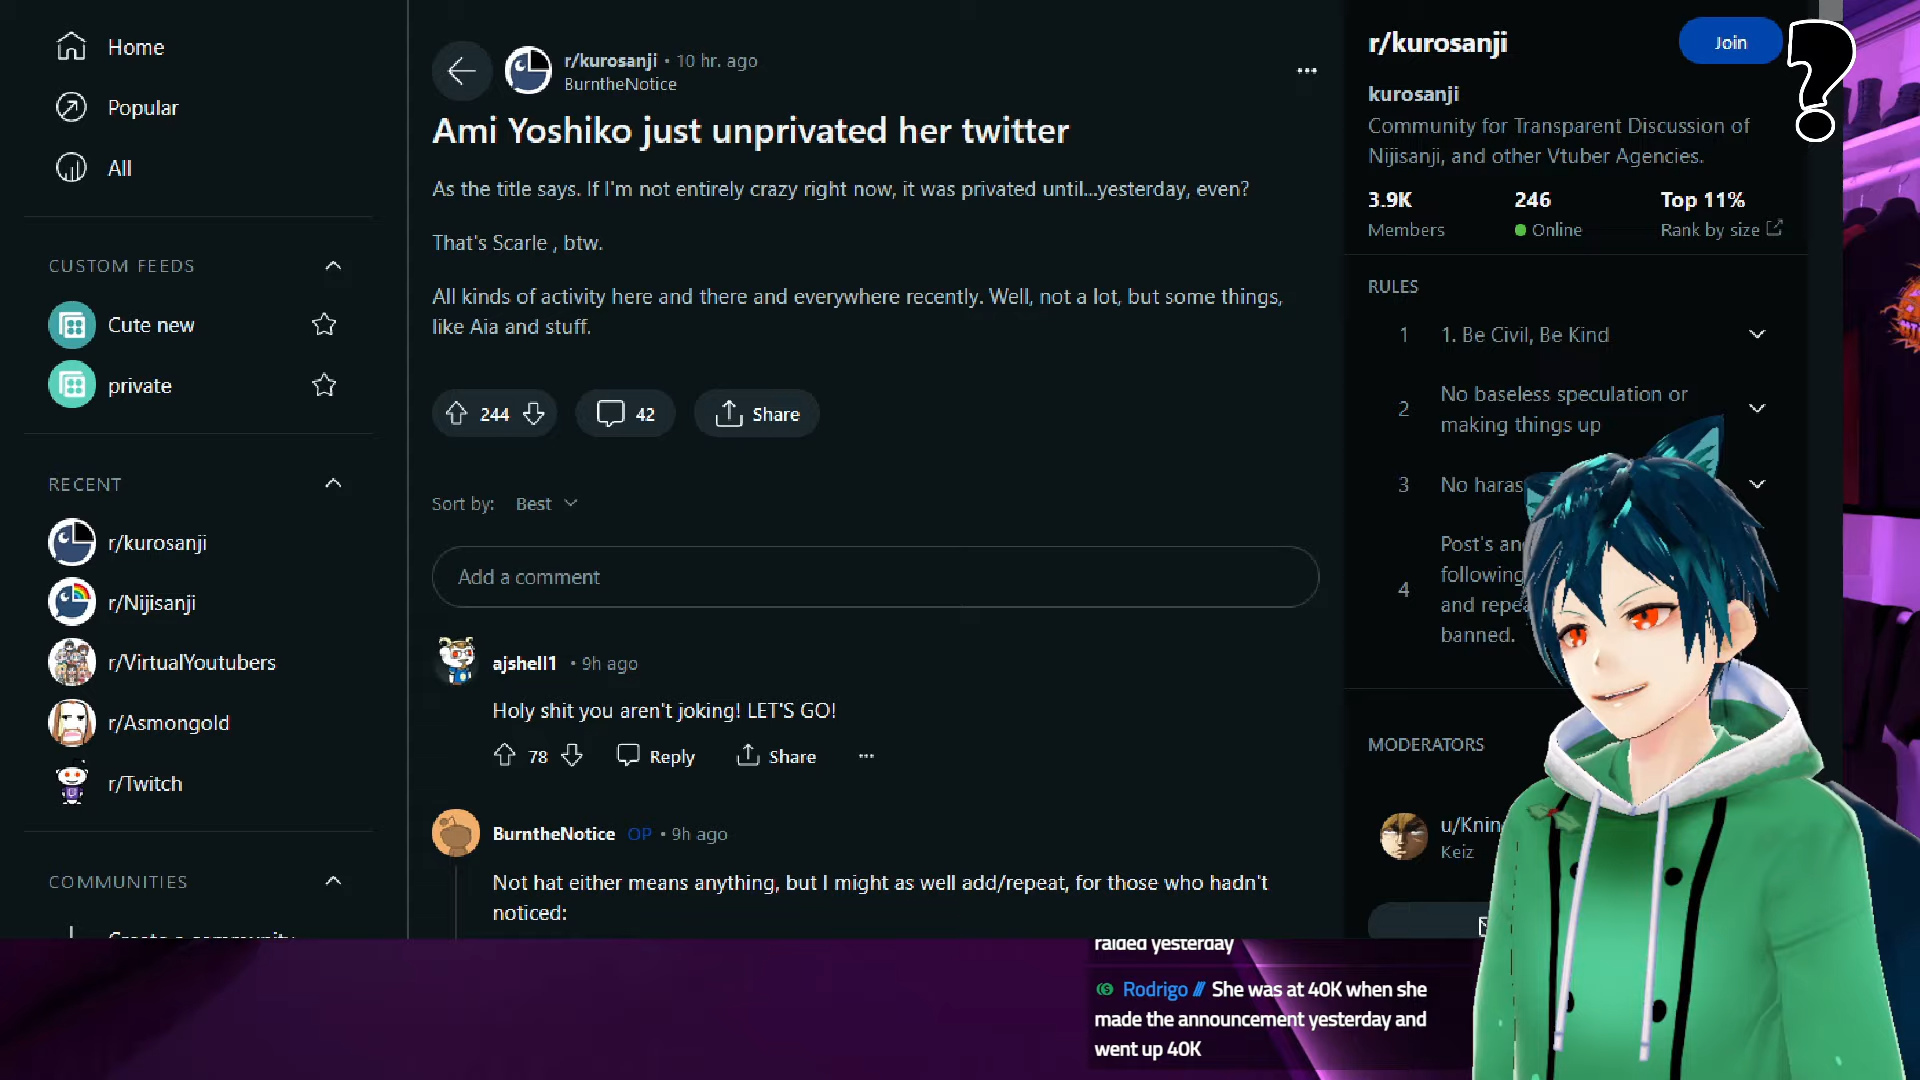 Home
Popular
All
CUSTOM FEEDS
Cute new
private
RECENT
r/kurosanji
r/Nijisanji
r/VirtualYoutubers
r/Asmongold
r/Twitch
COMMUNITIES
Create a community
r/kurosanji • 10 hr. ago
BurntheNotice
Ami Yoshiko just unprivated her twitter
As the title says. If I'm not entirely crazy right now, it was privated until...yesterday, even?
That's Scarle , btw.
All kinds of activity here and there and everywhere recently. Well, not a lot, but some things,
like Aia and stuff.
244
42
Share
Sort by: Best
Add a comment
ajshell1 • 9h ago
Holy shit you aren't joking! LET'S GO!
78 Reply Share
BurntheNotice OP • 9h ago
Not hat either means anything, but I might as well add/repeat, for those who hadn't
noticed:
r/kurosanji
Join
?
kurosanji
Community for Transparent Discussion of
Nijisanji, and other Vtuber Agencies.
3.9K 246 Top 11%
Members Online Rank by size
RULES
1 1. Be Civil, Be Kind
2 No baseless speculation or
making things up
3 No haras
4 Post's an
following
and repe
banned.
MODERATORS
u/Knin
Keiz
raided yesterday
Rodrigo // She was at 40K when she
made the announcement yesterday and
went up 40K